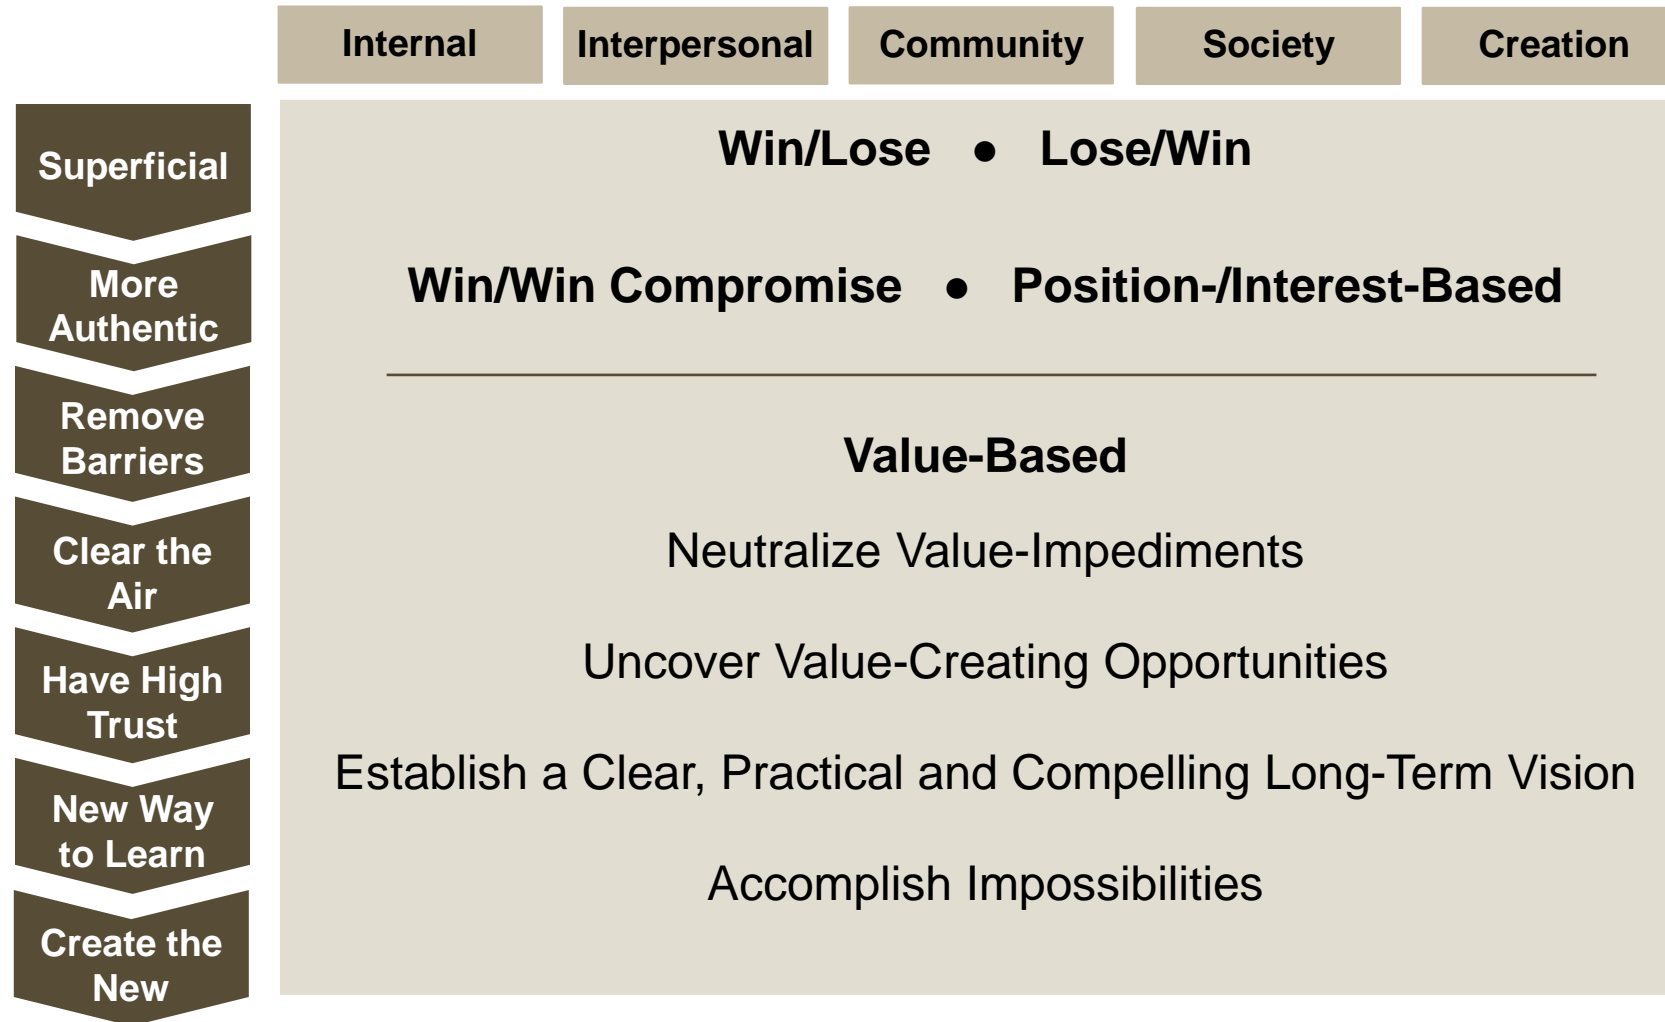 Internal
Interpersonal
Community
Society
Creation
Superficial
Win/Lose ● Lose/Win
More
Authentic
Win/Win Compromise ● Position-/Interest-Based
Remove
Barriers
Value-Based
Clear the
Air
Neutralize Value-Impediments
Have High
Trust
Uncover Value-Creating Opportunities
New Way
to Learn
Establish a Clear, Practical and Compelling Long-Term Vision
Create the
New
Accomplish Impossibilities